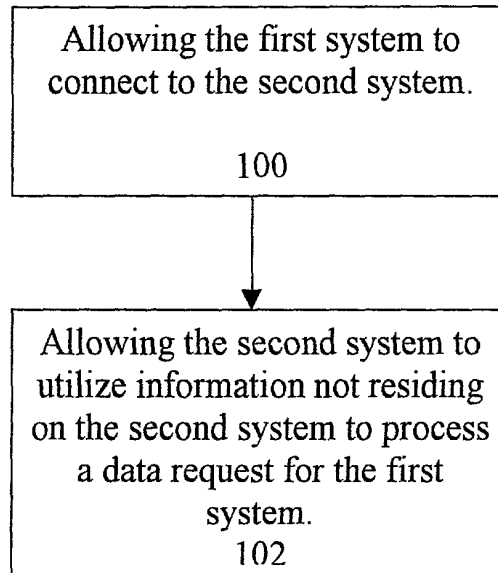 Allowing the first system to
connect to the second system.
100
Allowing the second system to
utilize information not residing
on the second system to process
a data request for the first
system.
102